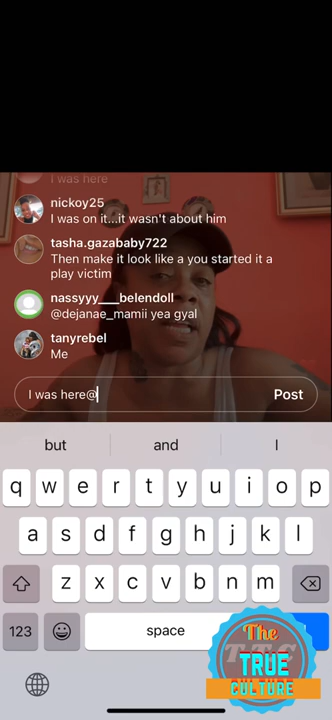 I was here
nickoy25
I was on it...it wasn't about him
tasha.gazababy722
Then make it look like a you started it a
play victim
nassyyy___belendoll
@dejanae_mamii yea gyal
tanyrebel
Me
I was here@ Post
but and I
q w e r t y u i o p
a s d f g h j k l
z x c v b n m
123 space
The
TRUE
CULTURE